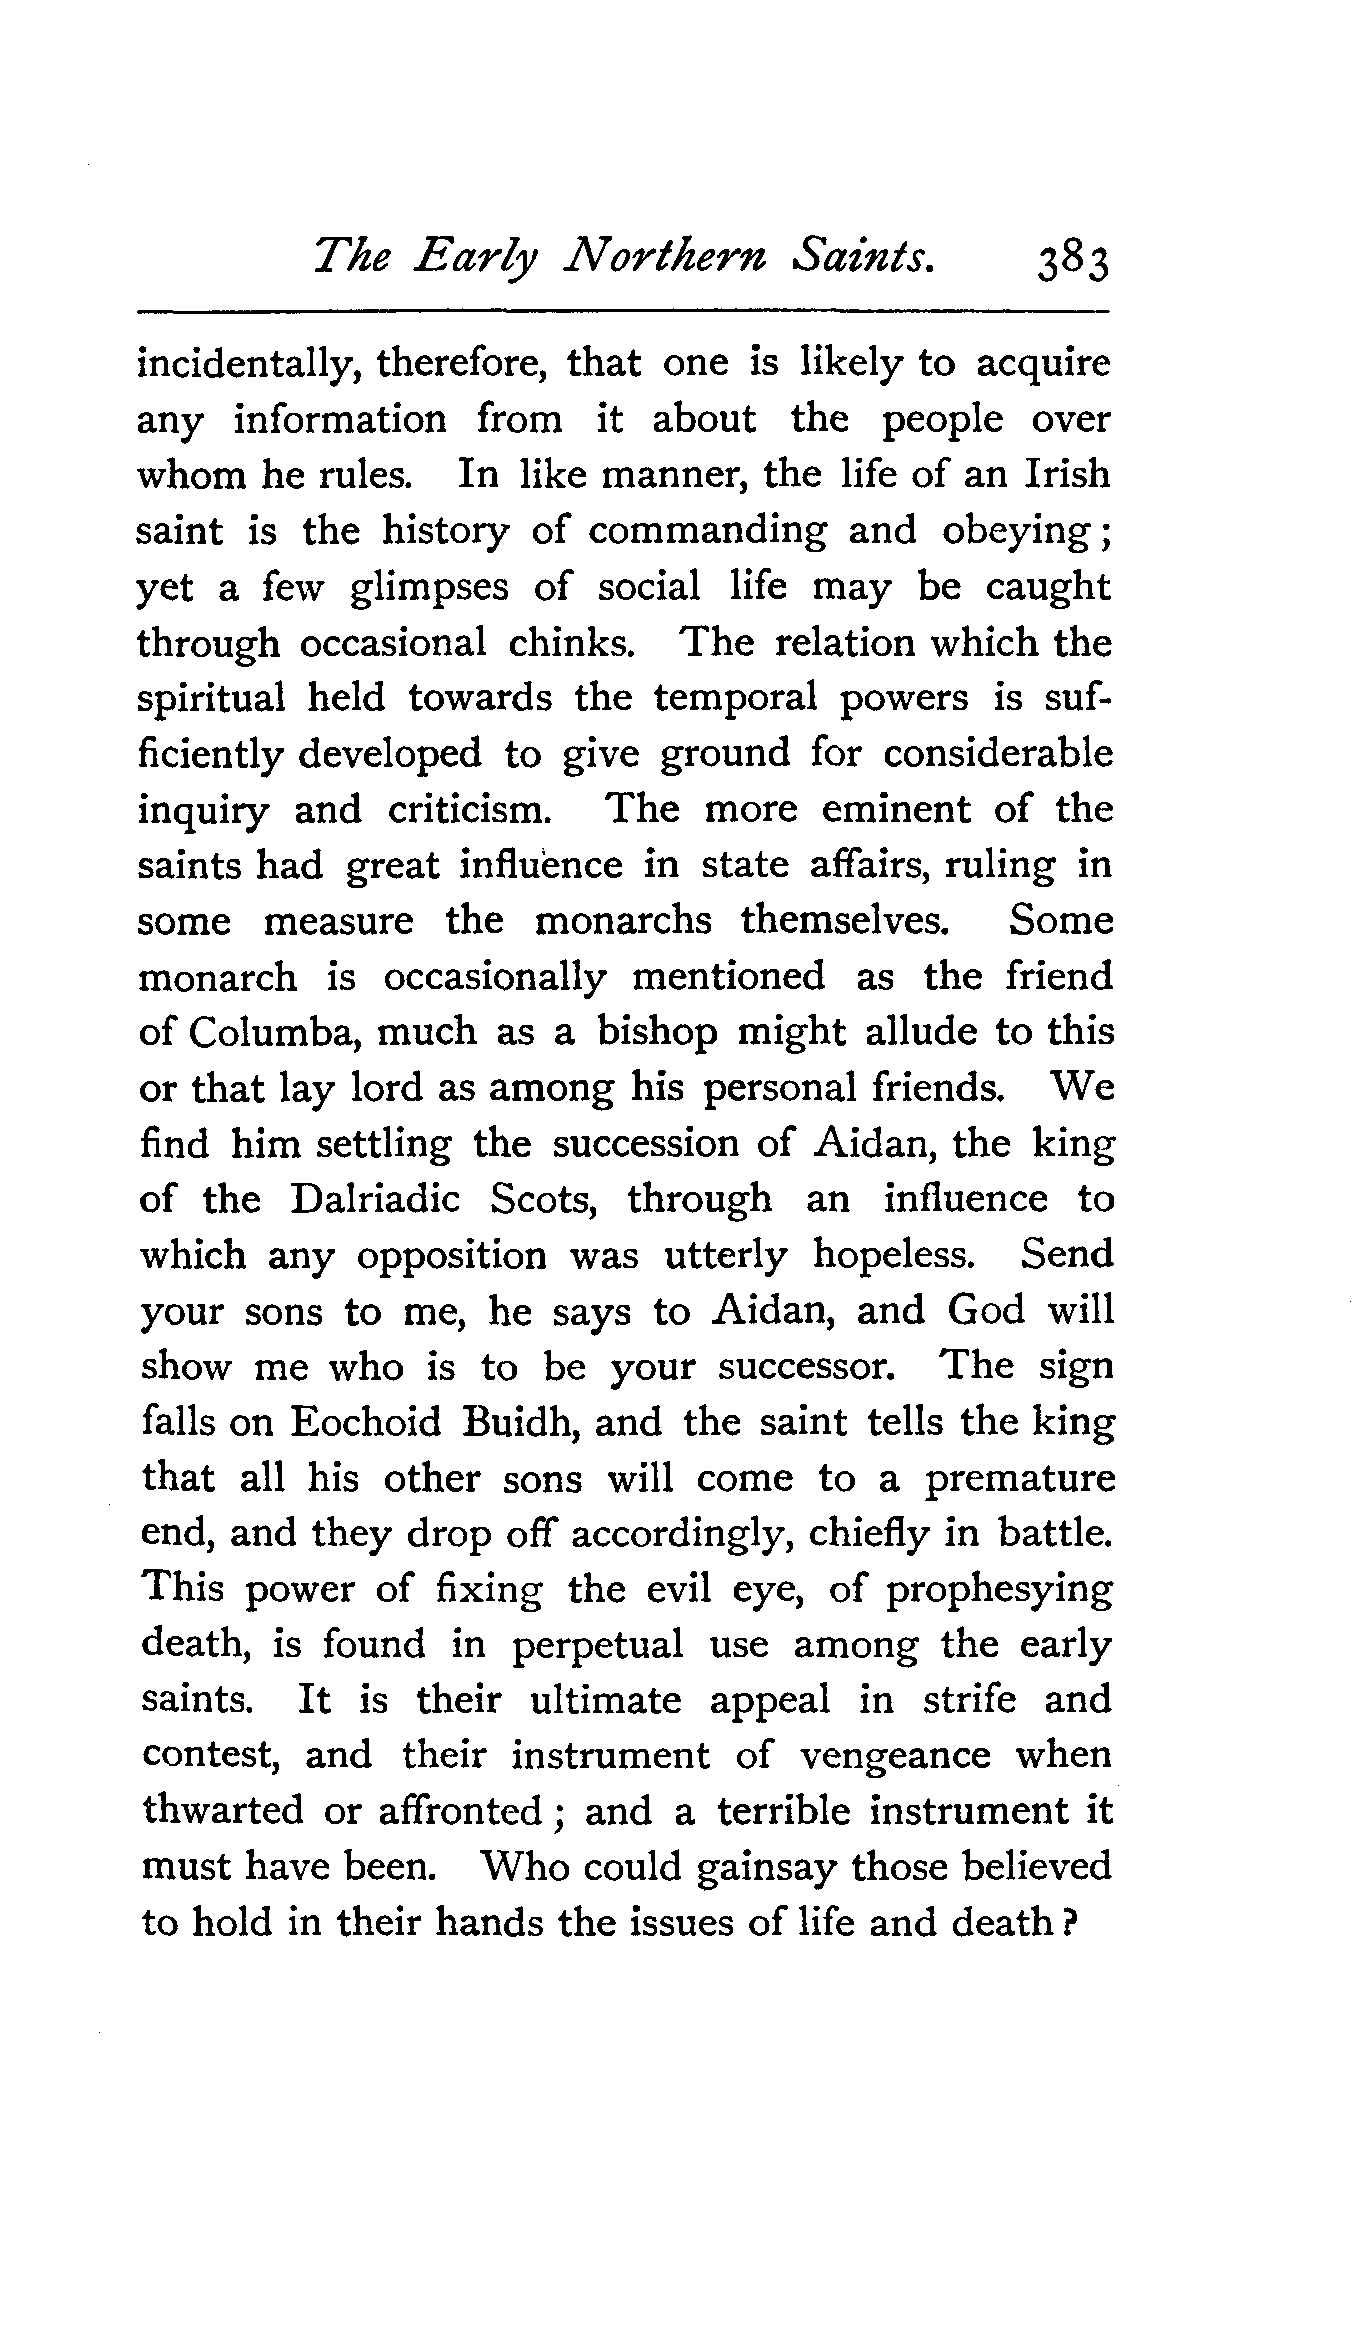 The Early Northern Saints. 383
incidentally, therefore, that one is likely to acquire
any information from it about the people over
whom he rules. In like manner, the life of an Irish
saint is the history of commanding and obeying;
yet a few glimpses of social life may be caught
through occasional chinks. The relation which the
spiritual held towards the temporal powers is suf-
ficiently developed to give ground for considerable
inquiry and criticism. The more eminent of the
saints had great influence in state affairs, ruling in
some measure the monarchs themselves. Some
monarch is occasionally mentioned as the friend
of Columba, much as a bishop might allude to this
or that lay lord as among his personal friends. We
find him settling the succession of Aidan, the king
of the Dalriadic Scots, through an influence to
which any opposition was utterly hopeless. Send
your sons to me, he says to Aidan, and God will
show me who is to be your successor. The sign
falls on Eochoid Buidh, and the saint tells the king
that all his other sons will come to a premature
end, and they drop off accordingly, chiefly in battle.
This power of fixing the evil eye, of prophesying
death, is found in perpetual use among the early
saints. It is their ultimate appeal in strife and
contest, and their instrument of vengeance when
thwarted or affronted; and a terrible instrument it
must have been. Who could gainsay those believed
to hold in their hands the issues of life and death?